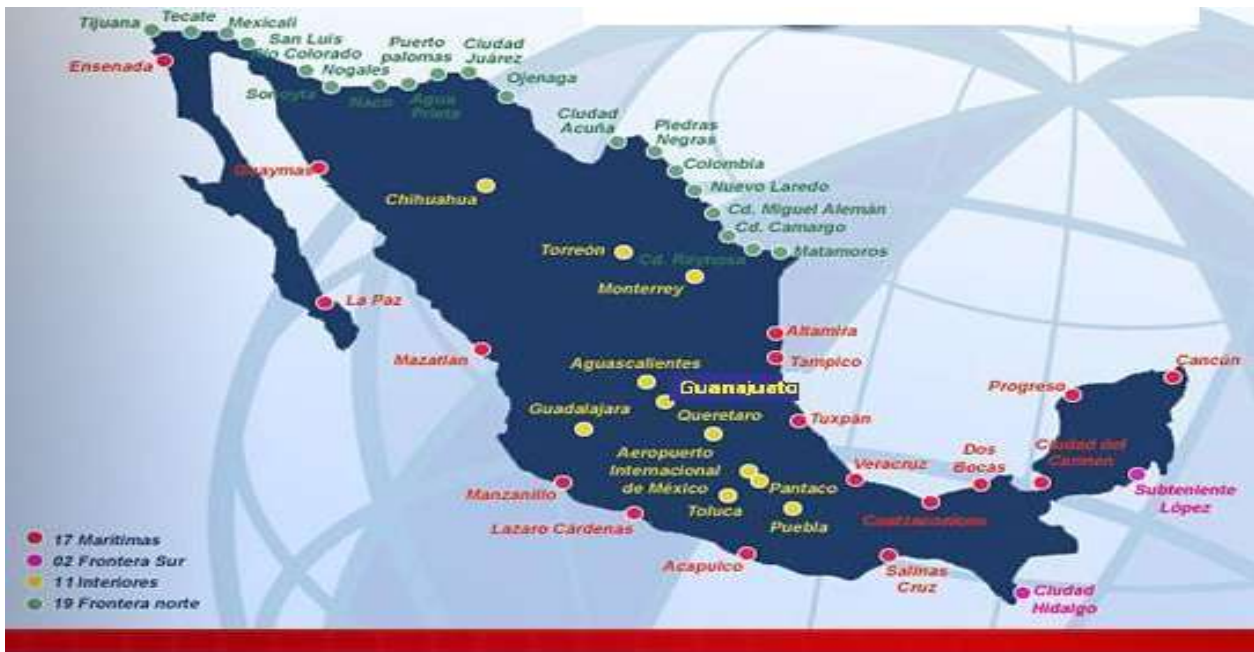 Tijuana
Tecate
Mexicali
San Luis
Rio Colorado
Ensenada
Sonoyta
Nogales
Naco
Agua
Prieta
Puerto
palomas
Ciudad
Juárez
Ojenaga
Ciudad
Acuña
Piedras
Negras
Colombia
Nuevo Laredo
Cd. Miguel Alemán
Cd. Camargo
Cd. Reynosa
Matamoros
Guaymas
Chihuahua
Torreón
Monterrey
La Paz
Mazatlán
Altamira
Tampico
Aguascalientes
Guanajuato
Guadalajara
Queretaro
Tuxpán
Aeropuerto
Internacional
de México
Pantaco
Toluca
Puebla
Manzanillo
Lazaro Cárdenas
Acapulco
Veracruz
Dos
Bocas
Coatzacoalcos
Salinas
Cruz
Ciudad del
Carmen
Progreso
Cancún
Subteniente
López
Ciudad
Hidalgo
17 Maritimas
02 Frontera Sur
11 Interiores
19 Frontera norte